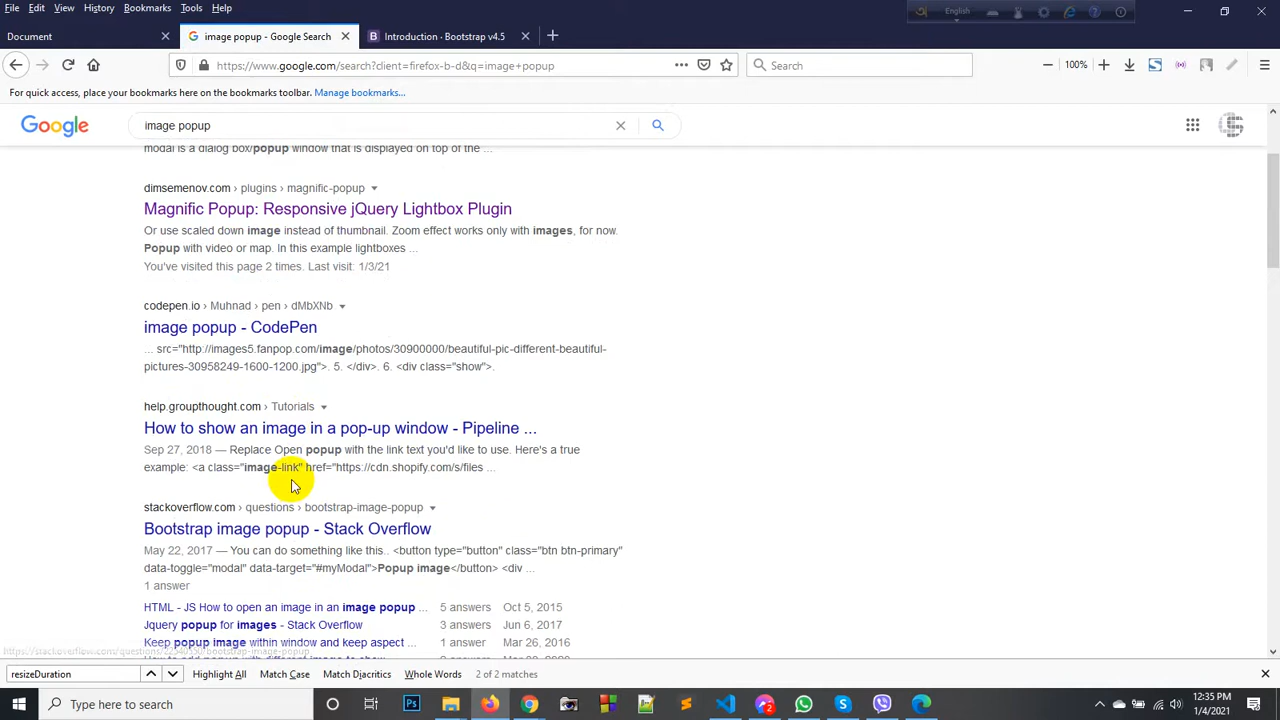 File Edit View History Bookmarks Tools Help
English
Document
image popup - Google Search
Introduction · Bootstrap v4.5
https://www.google.com/search?client=firefox-b-d&q=image+popup
Search
100%
For quick access, place your bookmarks here on the bookmarks toolbar. Manage bookmarks...
Google
image popup
modal is a dialog box/popup window that is displayed on top of the ...
dimsemenov.com › plugins › magnific-popup
Magnific Popup: Responsive jQuery Lightbox Plugin
Or use scaled down image instead of thumbnail. Zoom effect works only with images, for now.
Popup with video or map. In this example lightboxes ...
You've visited this page 2 times. Last visit: 1/3/21
codepen.io › Muhnad › pen › dMbXNb
image popup - CodePen
... src="http://images5.fanpop.com/image/photos/30900000/beautiful-pic-different-beautiful-
pictures-30958249-1600-1200.jpg">. 5. </div>. 6. <div class="show">.
help.groupthought.com › Tutorials
How to show an image in a pop-up window - Pipeline ...
Sep 27, 2018 — Replace Open popup with the link text you'd like to use. Here's a true
example: <a class="image-link" href="https://cdn.shopify.com/s/files ...
stackoverflow.com › questions › bootstrap-image-popup
Bootstrap image popup - Stack Overflow
May 22, 2017 — You can do something like this.. <button type="button" class="btn btn-primary"
data-toggle="modal" data-target="#myModal">Popup image</button> <div ...
1 answer
HTML - JS How to open an image in an image popup ... 5 answers Oct 5, 2015
Jquery popup for images - Stack Overflow 3 answers Jun 6, 2017
Keep popup image within window and keep aspect ... 1 answer Mar 26, 2016
resizeDuration
Highlight All Match Case Match Diacritics Whole Words 2 of 2 matches
Type here to search
12:35 PM
1/4/2021